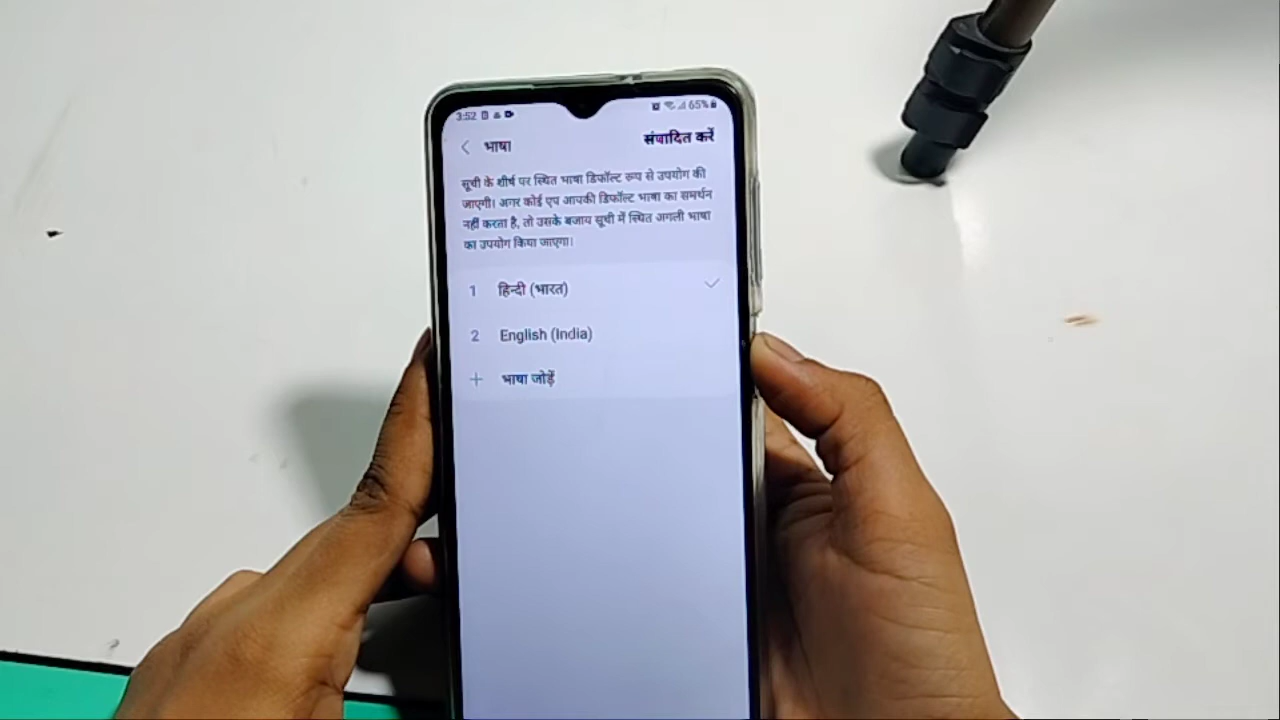 3:52
65%
भाषा
संपादित करें
सूची के शीर्ष पर स्थित भाषा डिफॉल्ट रूप से उपयोग की
जाएगी। अगर कोई एप आपकी डिफॉल्ट भाषा का समर्थन
नहीं करता है, तो उसके बजाय सूची में स्थित अगली भाषा
का उपयोग किया जाएगा।
1 हिन्दी (भारत)
2 English (India)
+ भाषा जोड़ें